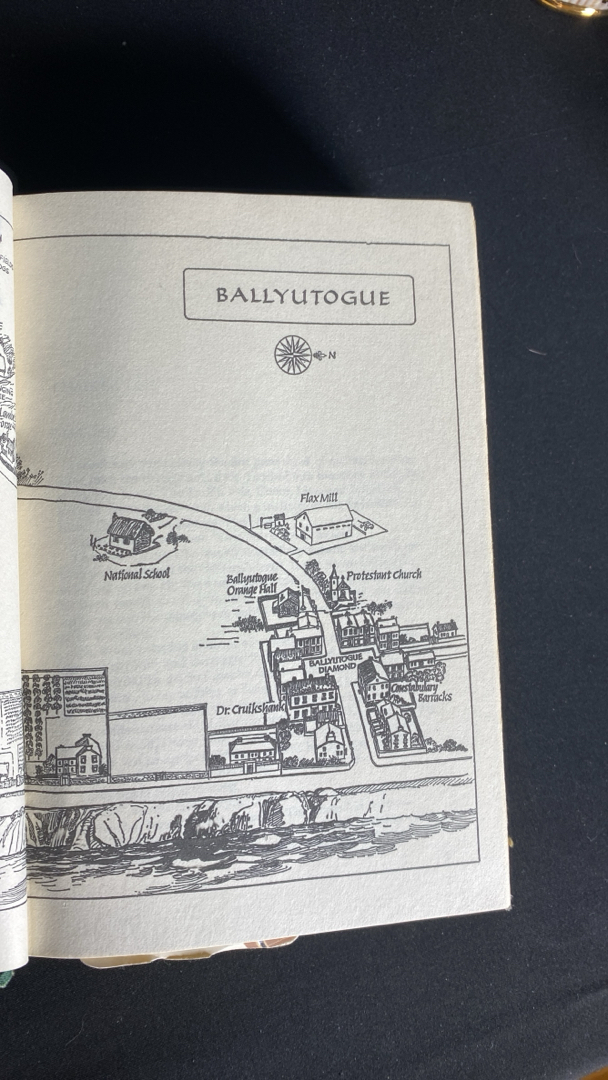 BALLYUTOGUE
N
Flax Mill
National School
Ballyutogue
Orange Hall
Protestant Church
BALLYUTOGUE
DIAMOND
Constabulary
Barracks
Dr. Cruikshank